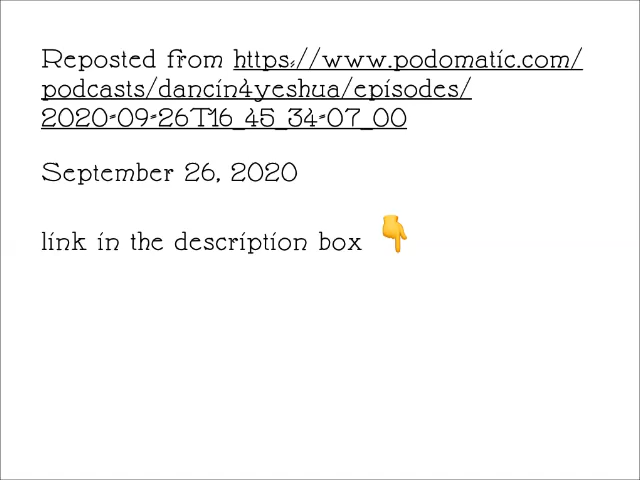 Reposted from https://www.podomatic.com/
podcasts/dancin4yeshua/episodes/
2020-09-26T16_45_34-07_00
September 26, 2020
link in the description box 👇